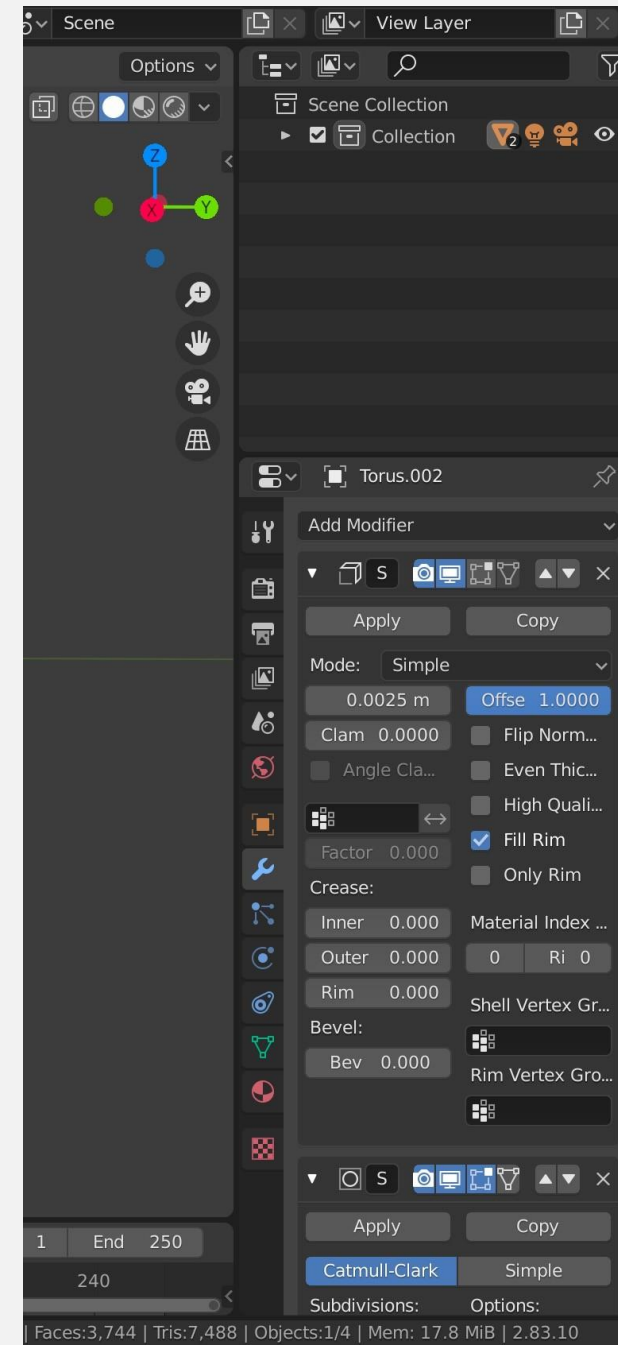 Scene
View Layer
Options
Scene Collection
Collection
2
Z
X
Y
Torus.002
Add Modifier
S
Apply
Copy
Mode:
Simple
0.0025 m
Offse 1.0000
Clam 0.0000
Flip Norm...
Angle Cla...
Even Thic...
High Quali...
Factor 0.000
Fill Rim
Only Rim
Crease:
Inner 0.000
Outer 0.000
Rim 0.000
Material Index ...
0
Ri 0
Shell Vertex Gr...
Bevel:
Bev 0.000
Rim Vertex Gro...
S
Apply
Copy
Catmull-Clark
Simple
Subdivisions:
Options:
1
End 250
240
| Faces:3,744 | Tris:7,488 | Objects:1/4 | Mem: 17.8 MiB | 2.83.10